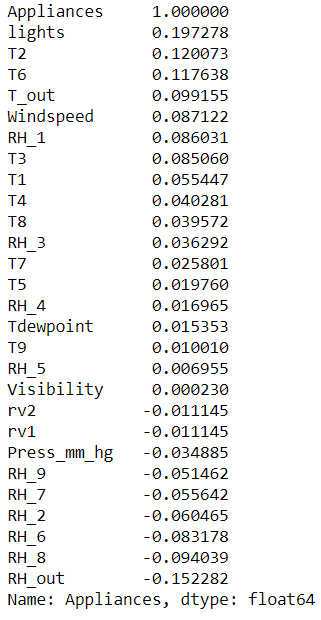 Appliances     1.000000
lights         0.197278
T2             0.120073
T6             0.117638
T_out          0.099155
Windspeed      0.087122
RH_1           0.086031
T3             0.085060
T1             0.055447
T4             0.040281
T8             0.039572
RH_3           0.036292
T7             0.025801
T5             0.019760
RH_4           0.016965
Tdewpoint      0.015353
T9             0.010010
RH_5           0.006955
Visibility     0.000230
rv2           -0.011145
rv1           -0.011145
Press_mm_hg   -0.034885
RH_9          -0.051462
RH_7          -0.055642
RH_2          -0.060465
RH_6          -0.083178
RH_8          -0.094039
RH_out        -0.152282
Name: Appliances, dtype: float64